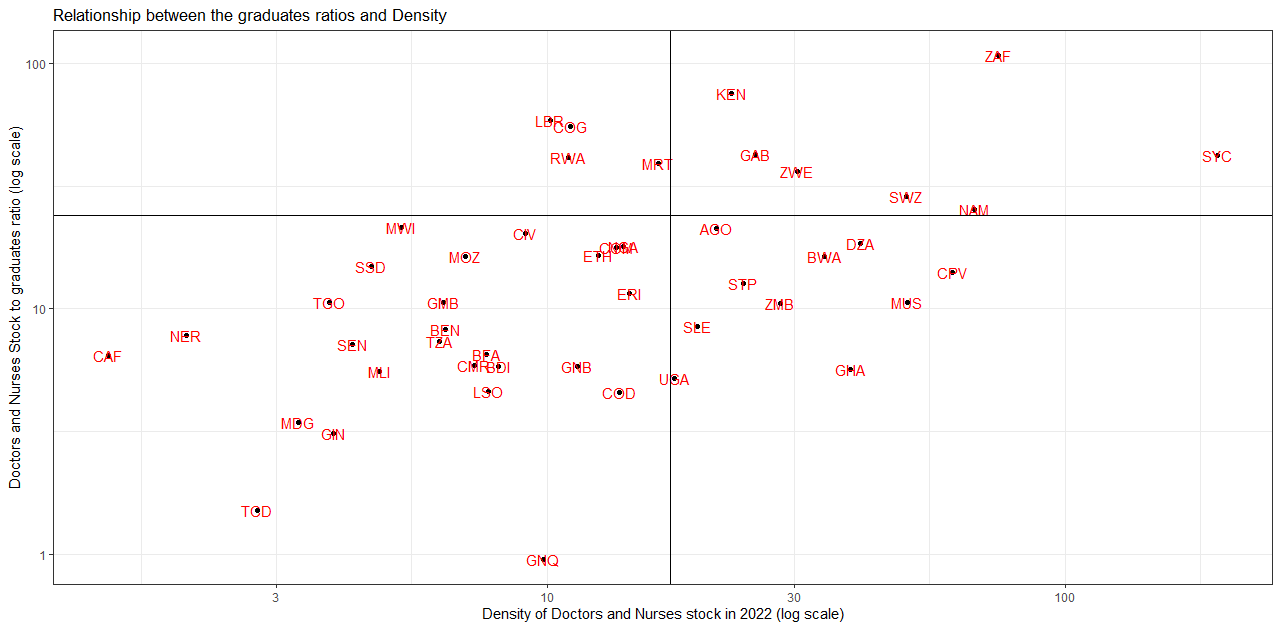 Relationship between the graduates ratios and Density
Doctors and Nurses Stock to graduates ratio (log scale)
100
10
1
ZAF
KEN
LBR
COG
RWA
MRT
GAB
ZWE
SYC
SWZ
NAM
MWI
CIV
AGO
DZA
ETH
MOZ
BWA
SSD
CPV
STP
ERI
TGO
GMB
ZMB
MUS
SLE
BEN
NER
TZA
SEN
CAF
BFA
CMR
BDI
GNB
MLI
GHA
UGA
LSO
COD
MDG
GIN
TCD
GNQ
3
10
30
100
Density of Doctors and Nurses stock in 2022 (log scale)